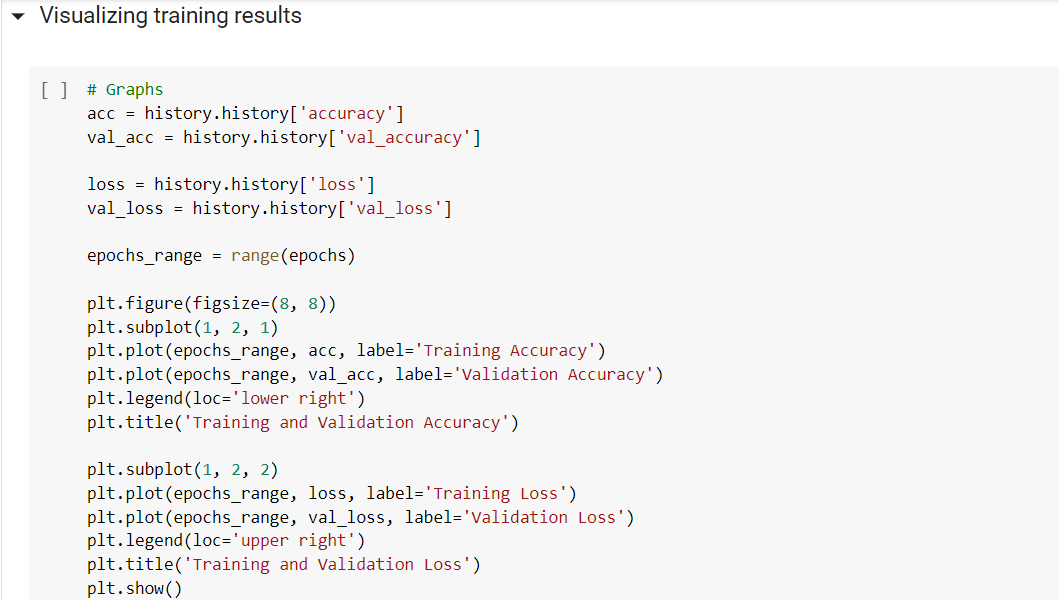 Visualizing training results
[ ] # Graphs
acc = history.history['accuracy']
val_acc = history.history['val_accuracy']
loss = history.history['loss']
val_loss = history.history['val_loss']
epochs_range = range(epochs)
plt.figure(figsize=(8, 8))
plt.subplot(1, 2, 1)
plt.plot(epochs_range, acc, label='Training Accuracy')
plt.plot(epochs_range, val_acc, label='Validation Accuracy')
plt.legend(loc='lower right')
plt.title('Training and Validation Accuracy')
plt.subplot(1, 2, 2)
plt.plot(epochs_range, loss, label='Training Loss')
plt.plot(epochs_range, val_loss, label='Validation Loss')
plt.legend(loc='upper right')
plt.title('Training and Validation Loss')
plt.show()